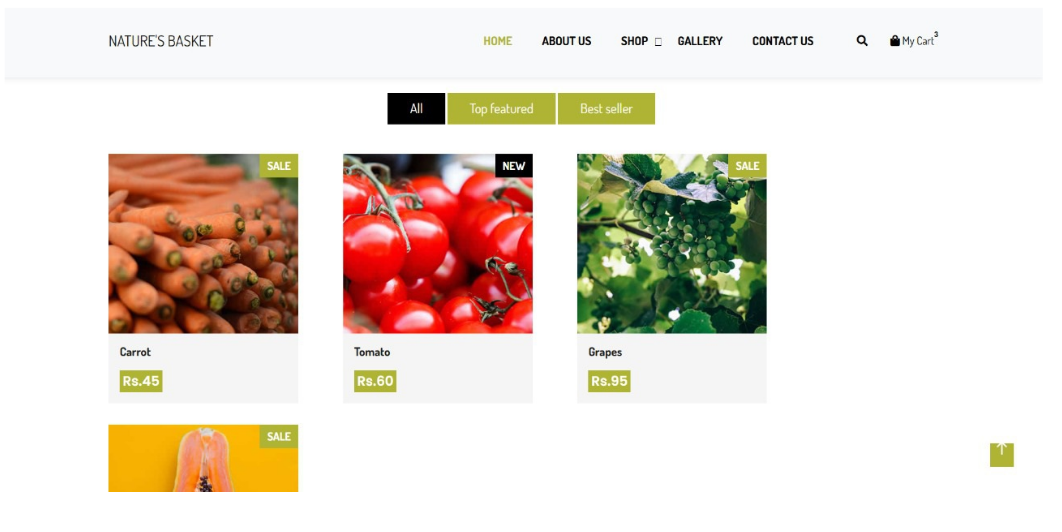 NATURE'S BASKET HOME ABOUT US SHOP GALLERY CONTACT US My Cart 3
All Top featured Best seller
SALE NEW SALE
Carrot Tomato Grapes
Rs.45 Rs.60 Rs.95
SALE